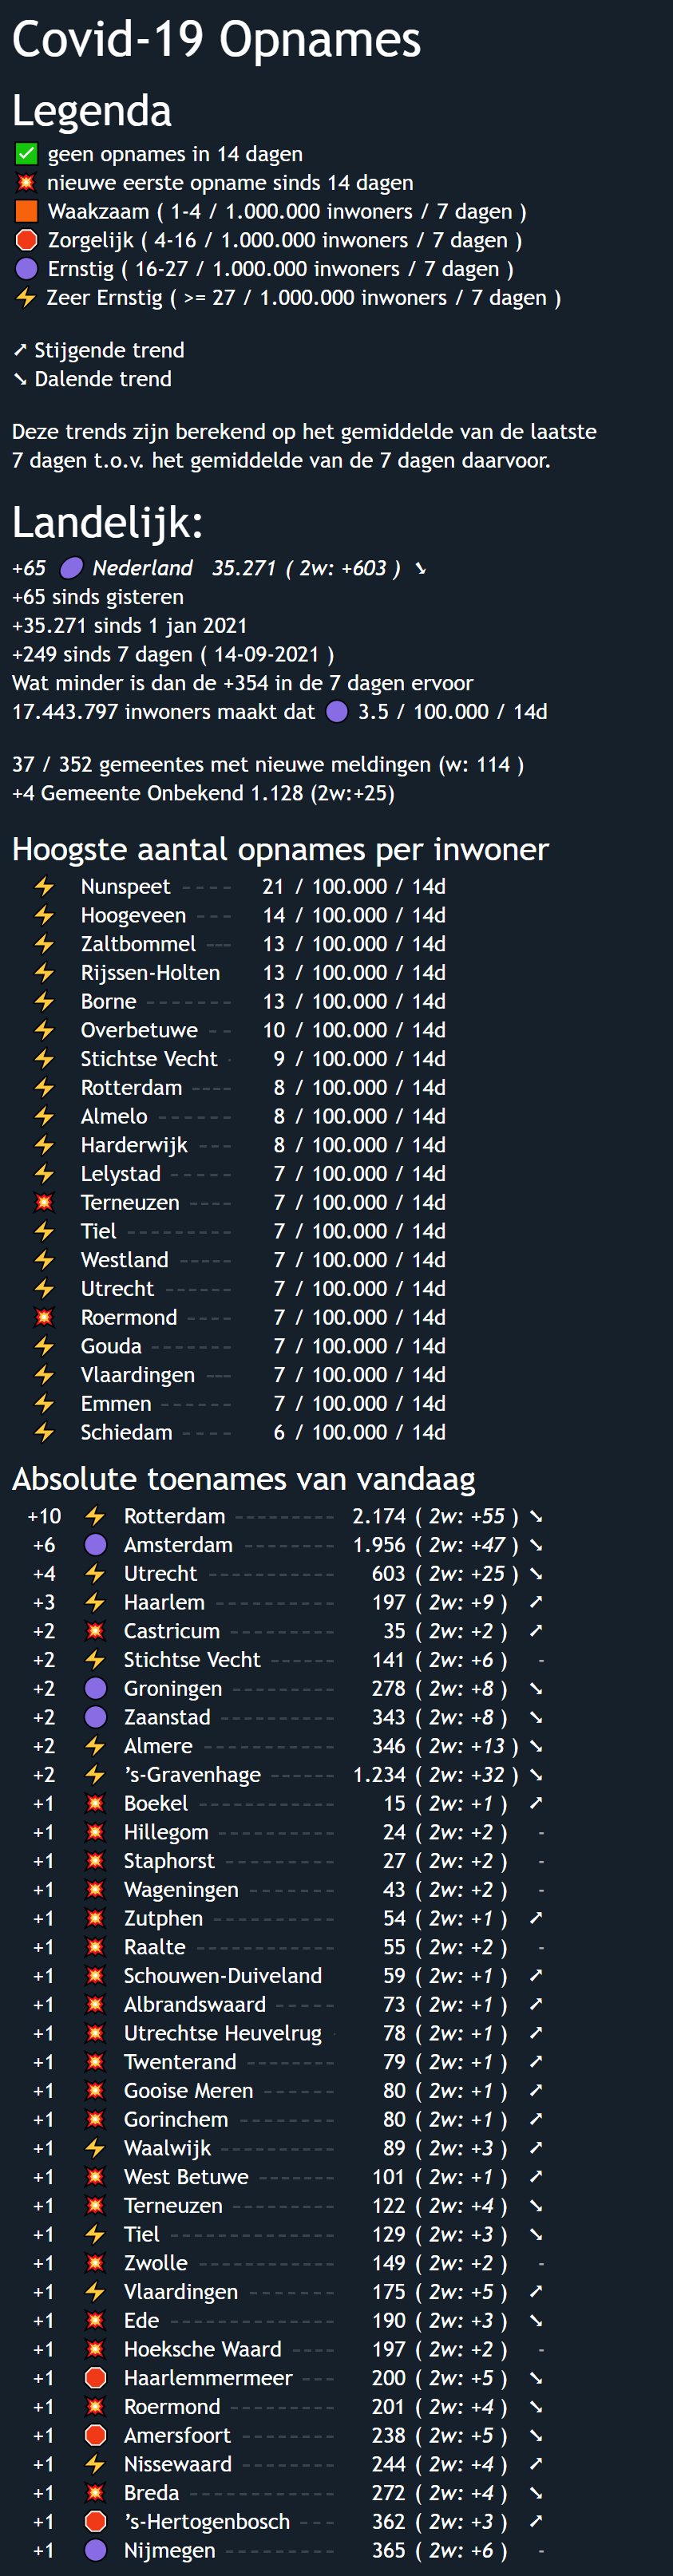 Covid-19 Opnames
Legenda
✅ geen opnames in 14 dagen
💥 nieuwe eerste opname sinds 14 dagen
🟧 Waakzaam ( 1-4 / 1.000.000 inwoners / 7 dagen )
🛑 Zorgelijk ( 4-16 / 1.000.000 inwoners / 7 dagen )
🟣 Ernstig ( 16-27 / 1.000.000 inwoners / 7 dagen )
⚡ Zeer Ernstig ( >= 27 / 1.000.000 inwoners / 7 dagen )
➚ Stijgende trend
➘ Dalende trend
Deze trends zijn berekend op het gemiddelde van de laatste
7 dagen t.o.v. het gemiddelde van de 7 dagen daarvoor.
Landelijk:
+65 🟣 Nederland 35.271 ( 2w: +603 ) ➘
+65 sinds gisteren
+35.271 sinds 1 jan 2021
+249 sinds 7 dagen ( 14-09-2021 )
Wat minder is dan de +354 in de 7 dagen ervoor
17.443.797 inwoners maakt dat 🟣 3.5 / 100.000 / 14d
37 / 352 gemeentes met nieuwe meldingen (w: 114 )
+4 Gemeente Onbekend 1.128 (2w:+25)
Hoogste aantal opnames per inwoner
⚡ Nunspeet ---- 21 / 100.000 / 14d
⚡ Hoogeveen --- 14 / 100.000 / 14d
⚡ Zaltbommel --- 13 / 100.000 / 14d
⚡ Rijssen-Holten 13 / 100.000 / 14d
⚡ Borne ------- 13 / 100.000 / 14d
⚡ Overbetuwe -- 10 / 100.000 / 14d
⚡ Stichtse Vecht - 9 / 100.000 / 14d
⚡ Rotterdam ---- 8 / 100.000 / 14d
⚡ Almelo ------ 8 / 100.000 / 14d
⚡ Harderwijk --- 8 / 100.000 / 14d
⚡ Lelystad ----- 7 / 100.000 / 14d
💥 Terneuzen ---- 7 / 100.000 / 14d
⚡ Tiel --------- 7 / 100.000 / 14d
⚡ Westland ----- 7 / 100.000 / 14d
⚡ Utrecht ------ 7 / 100.000 / 14d
💥 Roermond ---- 7 / 100.000 / 14d
⚡ Gouda ------- 7 / 100.000 / 14d
⚡ Vlaardingen --- 7 / 100.000 / 14d
⚡ Emmen ------ 7 / 100.000 / 14d
⚡ Schiedam ---- 6 / 100.000 / 14d
Absolute toenames van vandaag
+10 ⚡ Rotterdam --------- 2.174 ( 2w: +55 ) ➘
+6 🟣 Amsterdam -------- 1.956 ( 2w: +47 ) ➘
+4 ⚡ Utrecht ----------- 603 ( 2w: +25 ) ➘
+3 ⚡ Haarlem ---------- 197 ( 2w: +9 ) ➚
+2 💥 Castricum --------- 35 ( 2w: +2 ) ➚
+2 ⚡ Stichtse Vecht ------ 141 ( 2w: +6 ) -
+2 🟣 Groningen --------- 278 ( 2w: +8 ) ➘
+2 🟣 Zaanstad ---------- 343 ( 2w: +8 ) ➘
+2 ⚡ Almere ----------- 346 ( 2w: +13 ) ➘
+2 ⚡ ’s-Gravenhage ------ 1.234 ( 2w: +32 ) ➘
+1 💥 Boekel ----------- 15 ( 2w: +1 ) ➚
+1 💥 Hillegom ---------- 24 ( 2w: +2 ) -
+1 💥 Staphorst --------- 27 ( 2w: +2 ) -
+1 💥 Wageningen ------- 43 ( 2w: +2 ) -
+1 💥 Zutphen ---------- 54 ( 2w: +1 ) ➚
+1 💥 Raalte ------------ 55 ( 2w: +2 ) -
+1 💥 Schouwen-Duiveland 59 ( 2w: +1 ) ➚
+1 💥 Albrandswaard ----- 73 ( 2w: +1 ) ➚
+1 💥 Utrechtse Heuvelrug - 78 ( 2w: +1 ) ➚
+1 💥 Twenterand ------- 79 ( 2w: +1 ) ➚
+1 💥 Gooise Meren ------ 80 ( 2w: +1 ) ➚
+1 💥 Gorinchem -------- 80 ( 2w: +1 ) ➚
+1 ⚡ Waalwijk ---------- 89 ( 2w: +3 ) ➚
+1 💥 West Betuwe ------ 101 ( 2w: +1 ) ➚
+1 💥 Terneuzen -------- 122 ( 2w: +4 ) ➘
+1 ⚡ Tiel -------------- 129 ( 2w: +3 ) ➘
+1 💥 Zwolle ----------- 149 ( 2w: +2 ) -
+1 ⚡ Vlaardingen ------- 175 ( 2w: +5 ) ➚
+1 💥 Ede -------------- 190 ( 2w: +3 ) ➘
+1 💥 Hoeksche Waard ---- 197 ( 2w: +2 ) -
+1 🛑 Haarlemmermeer --- 200 ( 2w: +5 ) ➘
+1 💥 Roermond --------- 201 ( 2w: +4 ) ➘
+1 🛑 Amersfoort -------- 238 ( 2w: +5 ) ➘
+1 ⚡ Nissewaard -------- 244 ( 2w: +4 ) ➚
+1 💥 Breda ------------ 272 ( 2w: +4 ) ➘
+1 🛑 ’s-Hertogenbosch --- 362 ( 2w: +3 ) ➚
+1 🟣 Nijmegen --------- 365 ( 2w: +6 ) -